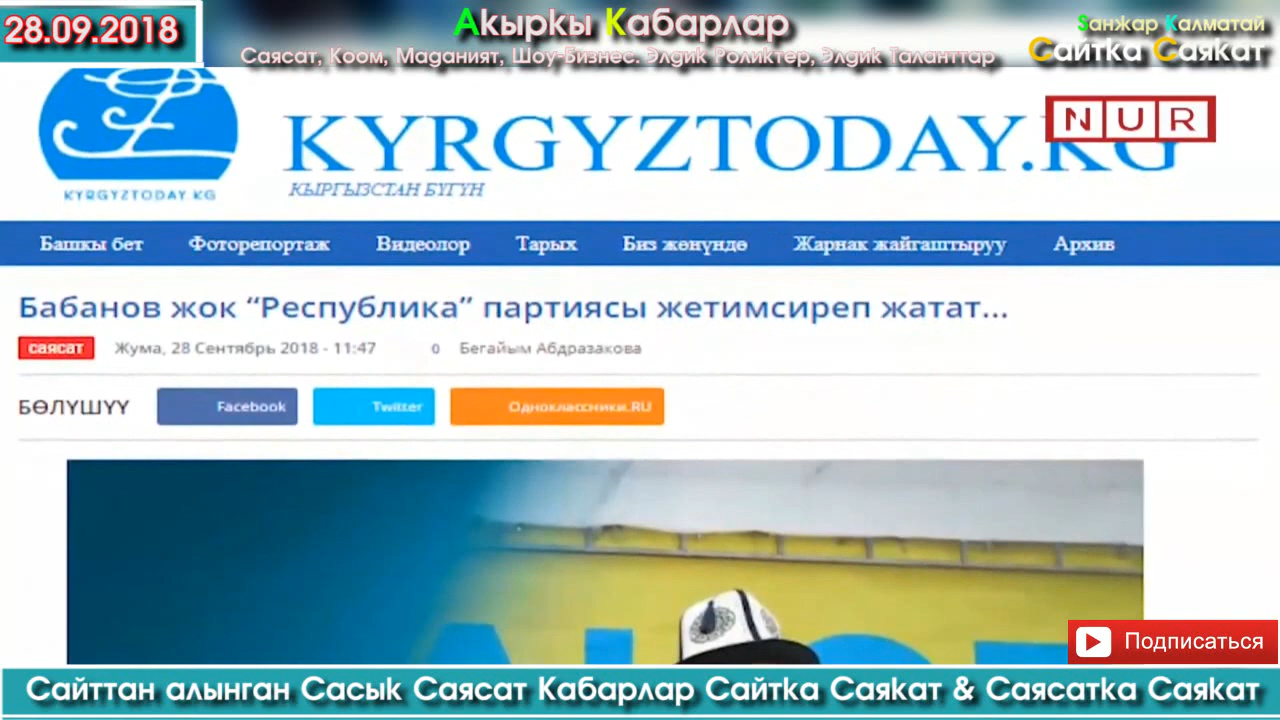 28.09.2018
Акыркы Кабарлар
Саясат, Коом, Маданият, Шоу-Бизнес. Элдик Роликтер, Элдик Таланттар
Sанжар Калматай
Сайтка Саякат
KYRGYZTODAY.KG
NUR
KYRGYZTODAY.KG
КЫРГЫЗСТАН БҮГҮН
Башкы бет Фоторепортаж Видеолор Тарых Биз жөнүндө Жарнак жайгаштыруу Архив
Бабанов жок “Республика” партиясы жетимсиреп жатат...
саясат Жума, 28 Сентябрь 2018 - 11:47 0 Бегайым Абдразакова
БӨЛҮШҮҮ Facebook Twitter Одноклассники.RU
Подписаться
Сайттан алынган Сасык Саясат Кабарлар Сайтка Саякат & Саясатка Саякат